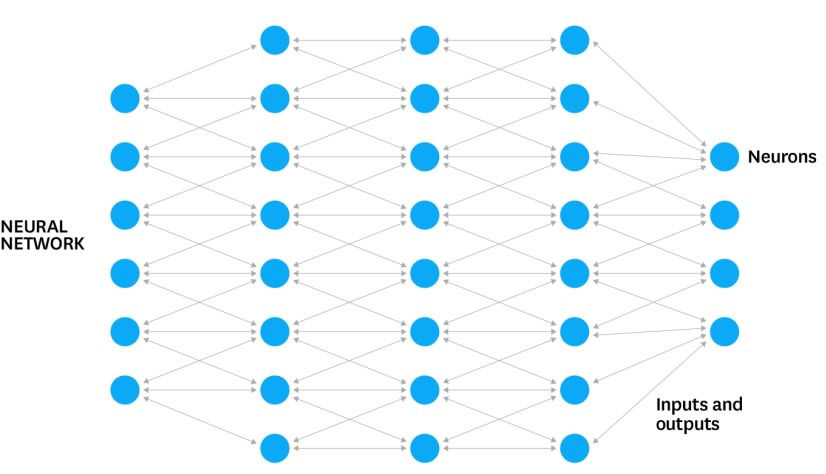 Neurons
NEURAL
NETWORK
Inputs and
outputs